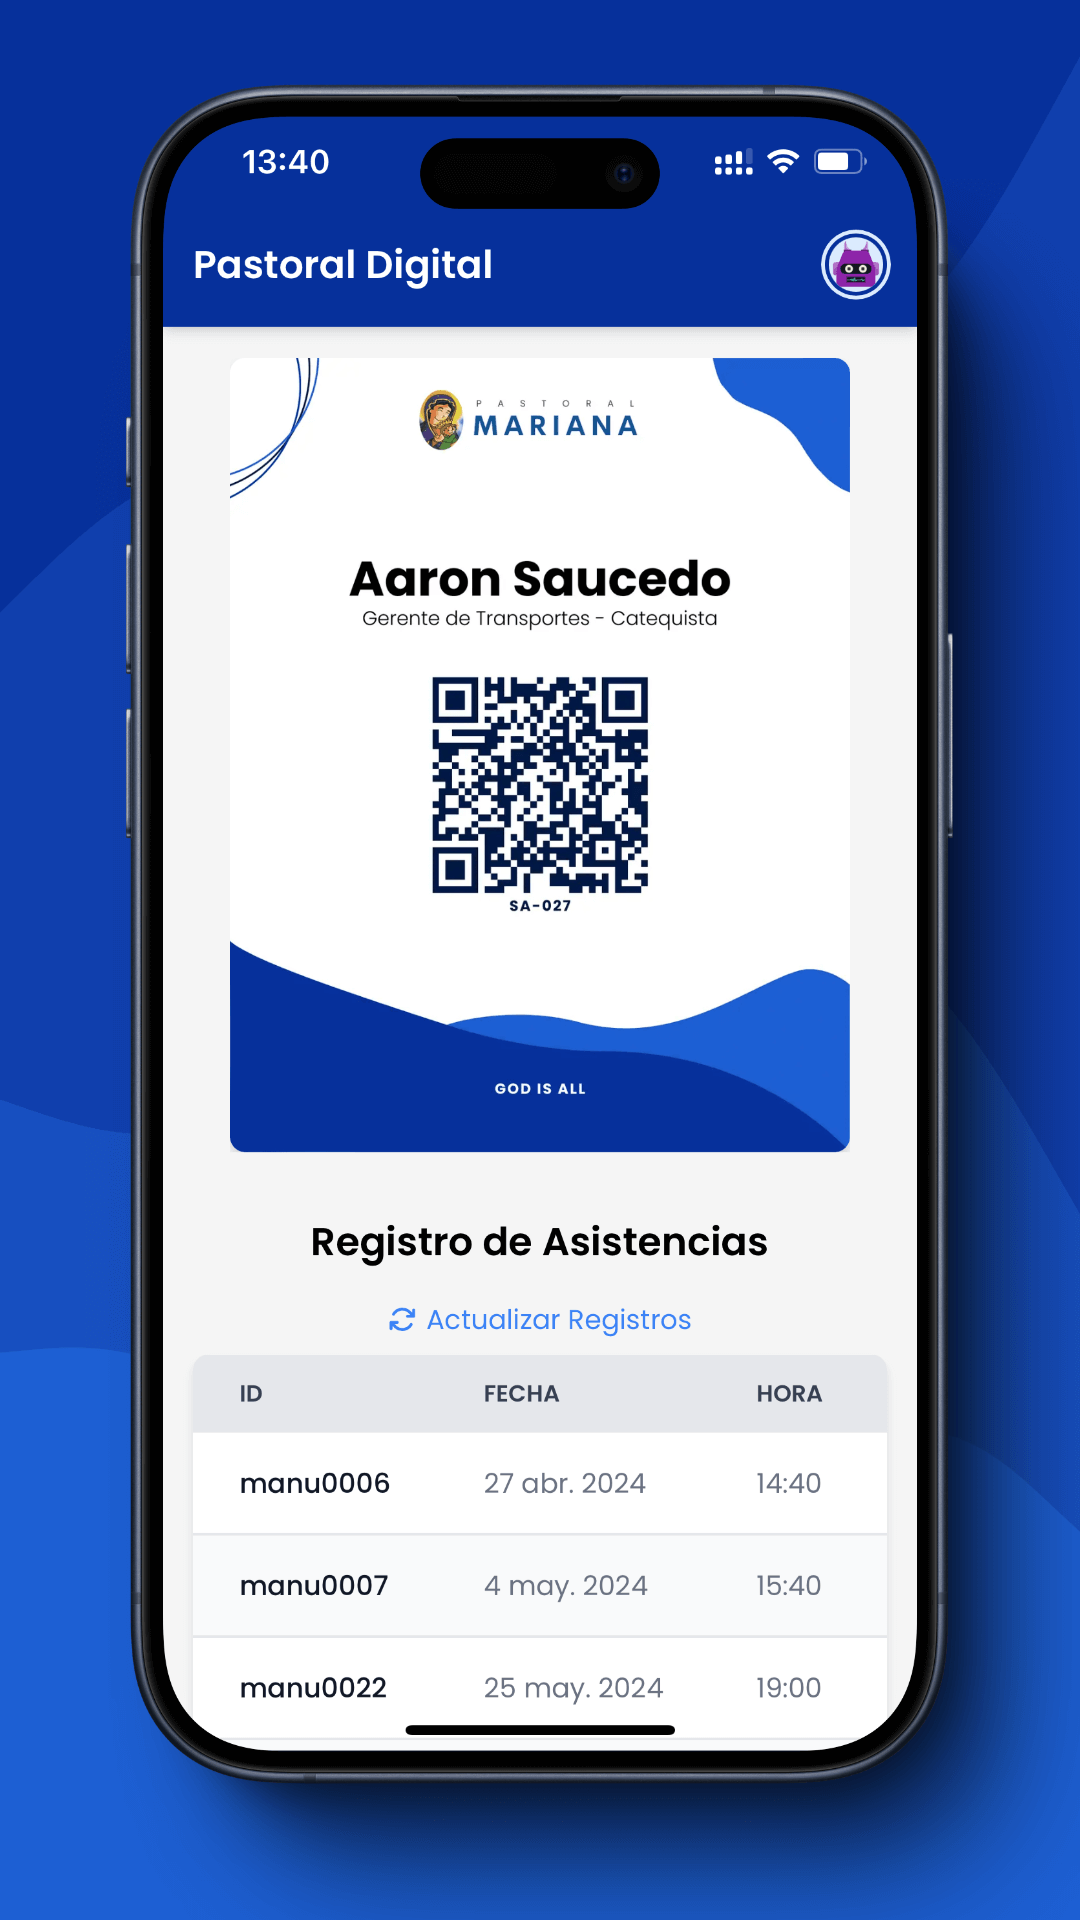 13:40
Pastoral Digital
PASTORAL
MARIANA
Aaron Saucedo
Gerente de Transportes - Catequista
SA-027
GOD IS ALL
Registro de Asistencias
Actualizar Registros
ID FECHA HORA
manu0006 27 abr. 2024 14:40
manu0007 4 may. 2024 15:40
manu0022 25 may. 2024 19:00